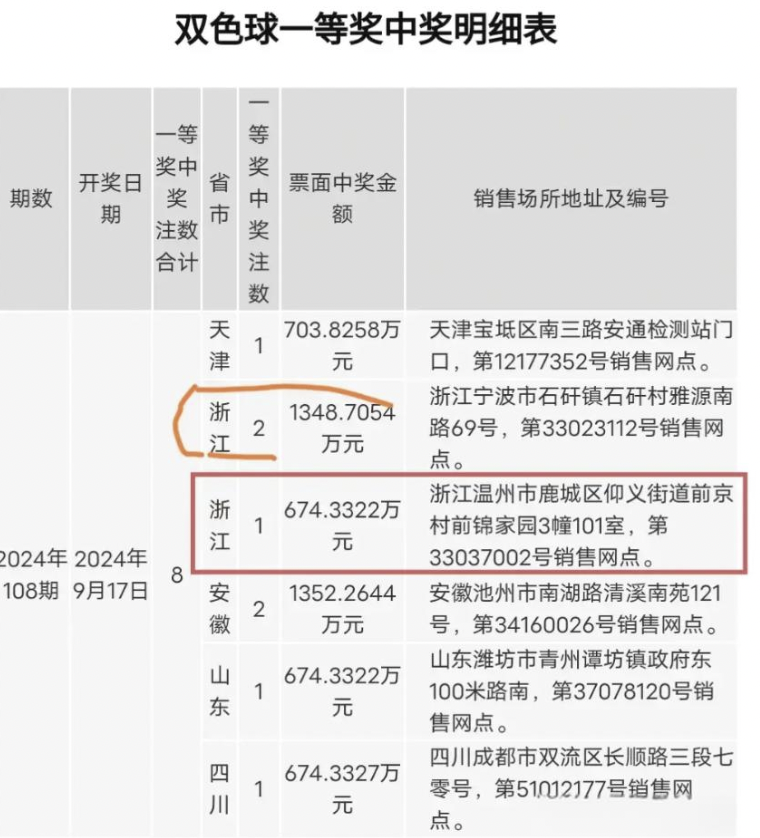 双色球一等奖中奖明细表
期数
开奖日
期
一等
奖中
奖
注数
合计
省
市
一
等
奖
中
奖
注
数
票面中奖金
额
销售场所地址及编号
2024年
108期
2024年
9月17日
8
天
津
1
703.8258万
元
天津宝坻区南三路安通检测站门
口，第12177352号销售网点。
浙
江
2
1348.7054
万元
浙江宁波市石矸镇石矸村雅源南
路69号，第33023112号销售网
点。
浙
江
1
674.3322万
元
浙江温州市鹿城区仰义街道前京
村前锦家园3幢101室，第
33037002号销售网点。
安
徽
2
1352.2644
万元
安徽池州市南湖路清溪南苑121
号，第34160026号销售网点。
山
东
1
674.3322万
元
山东潍坊市青州谭坊镇政府东
100米路南，第37078120号销
售网点。
四
川
1
674.3327万
元
四川成都市双流区长顺路三段七
零号，第51012177号销售网
点。